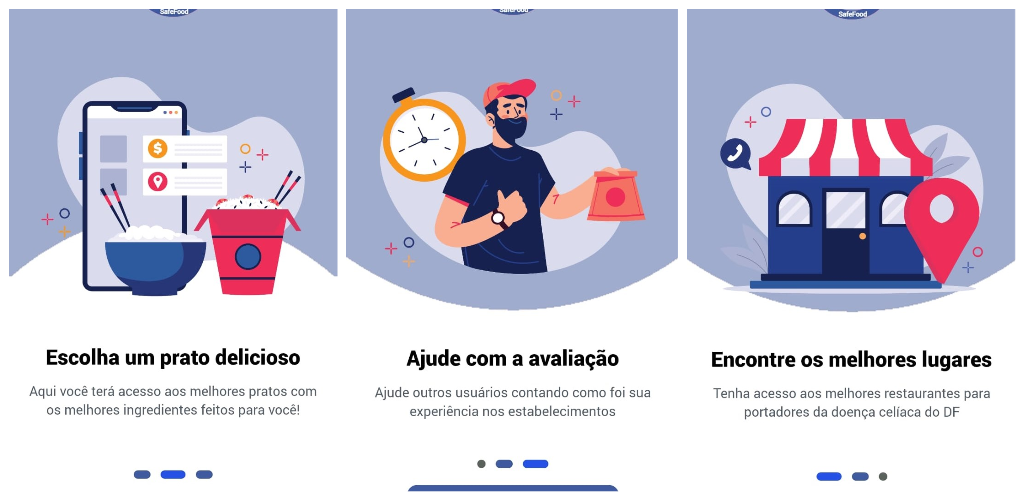 SafeFood
Escolha um prato delicioso
Aqui você terá acesso aos melhores pratos com
os melhores ingredientes feitos para você!
SafeFood
Ajude com a avaliação
Ajude outros usuários contando como foi sua
experiência nos estabelecimentos
SafeFood
Encontre os melhores lugares
Tenha acesso aos melhores restaurantes para
portadores da doença celíaca do DF